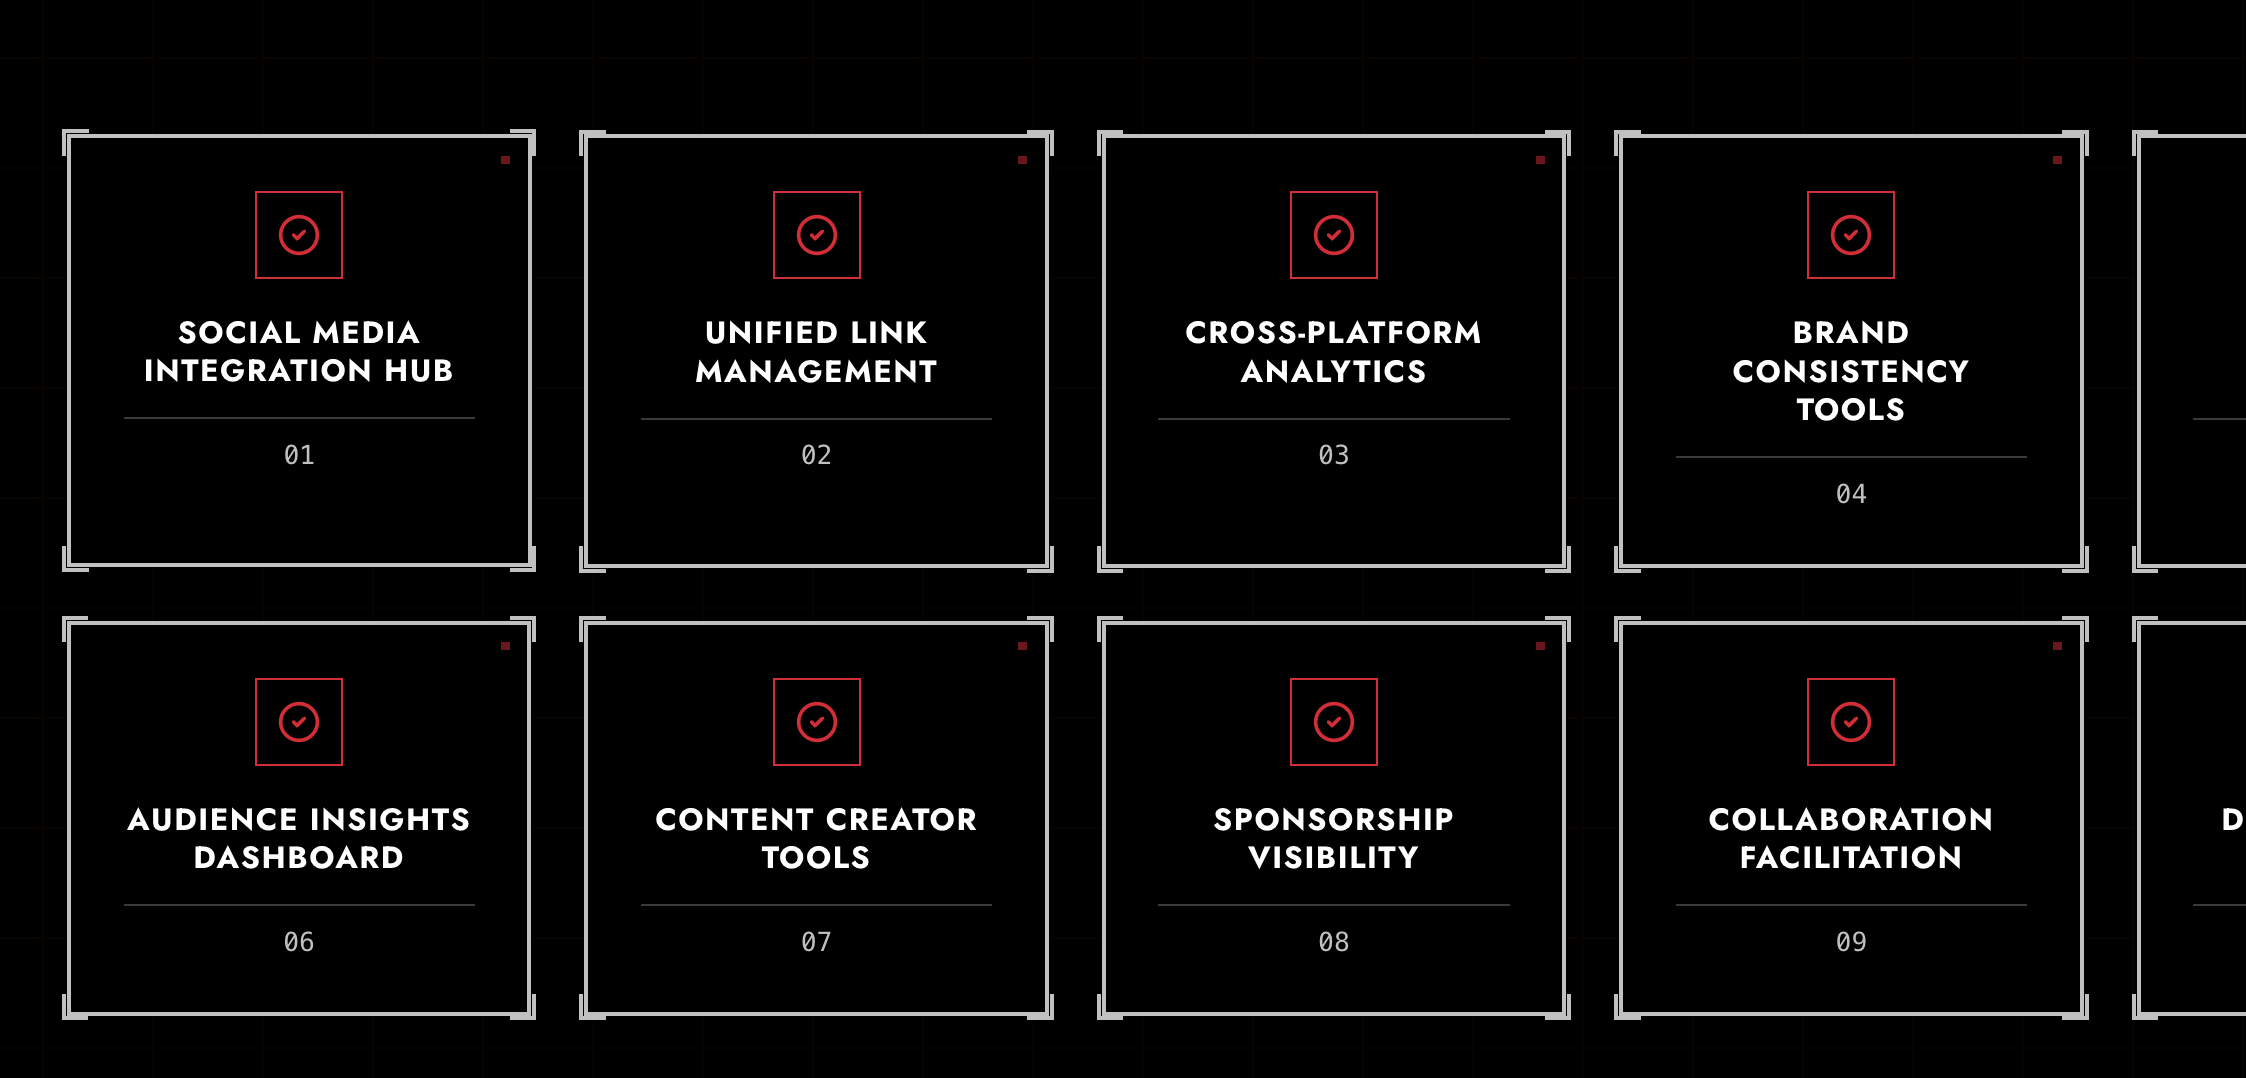 SOCIAL MEDIA
INTEGRATION HUB
01
UNIFIED LINK
MANAGEMENT
02
CROSS-PLATFORM
ANALYTICS
03
BRAND
CONSISTENCY
TOOLS
04
AUDIENCE INSIGHTS
DASHBOARD
06
CONTENT CREATOR
TOOLS
07
SPONSORSHIP
VISIBILITY
08
COLLABORATION
FACILITATION
09